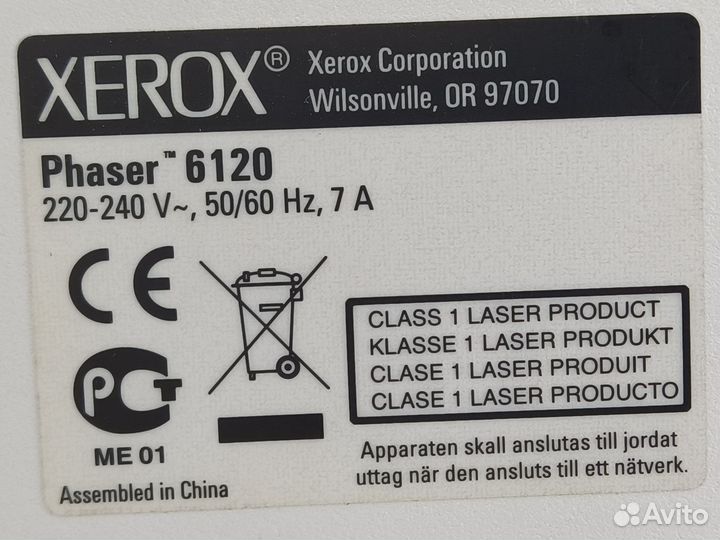 XEROX® Xerox Corporation
Wilsonville, OR 97070
Phaser™ 6120
220-240 V~, 50/60 Hz, 7 A
CE
РСТ
ME 01
Assembled in China
CLASS 1 LASER PRODUCT
KLASSE 1 LASER PRODUKT
CLASE 1 LASER PRODUIT
CLASE 1 LASER PRODUCTO
Apparaten skall anslutas till jordat
uttag när den ansluts till ett nätverk.
Avito